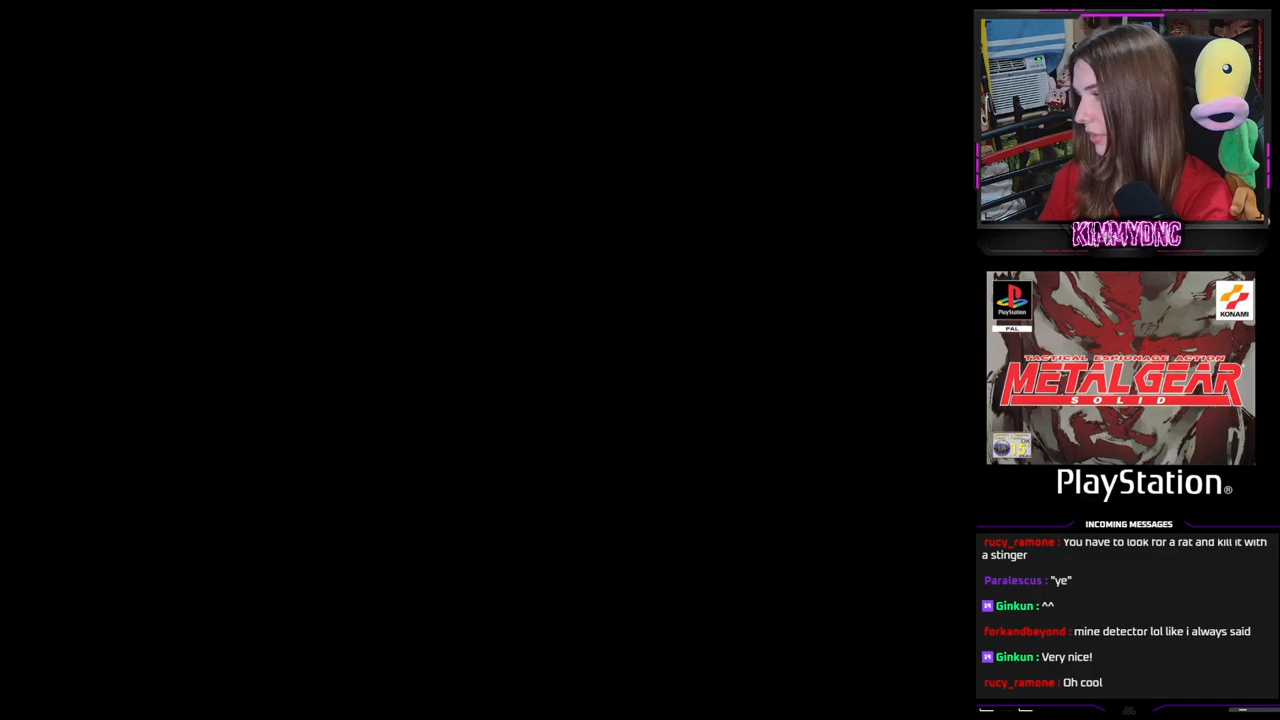 KIMMYDNC
PlayStation
PAL
KONAMI
TACTICAL ESPIONAGE ACTION
METAL GEAR
SOLID
15
PlayStation®
INCOMING MESSAGES
rucy_ramone : You have to look for a rat and kill it with
a stinger
Paralescus : "ye"
Ginkun : ^^
forkandbeyond : mine detector lol like i always said
Ginkun : Very nice!
rucy_ramone : Oh cool